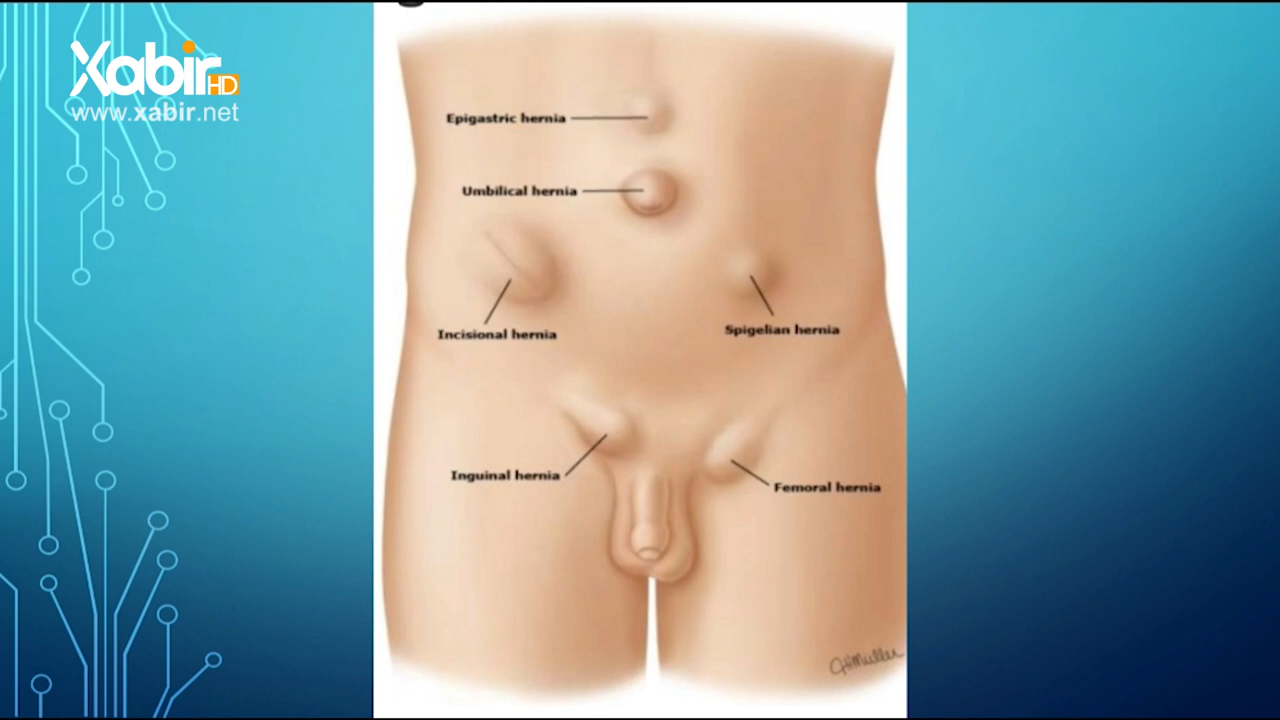 Xabir HD
www.xabir.net
Epigastric hernia
Umbilical hernia
Incisional hernia
Spigelian hernia
Inguinal hernia
Femoral hernia